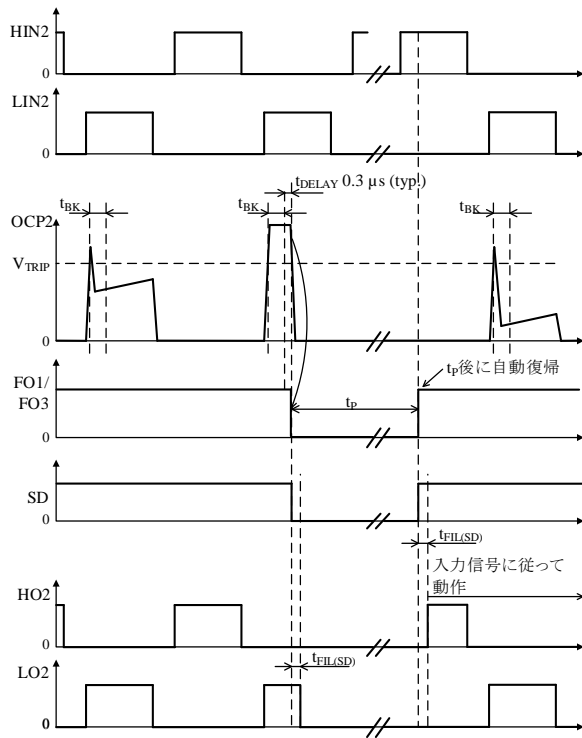 HIN2
0
LIN2
0
tDELAY 0.3 µs (typ.)
tBK
tBK
tBK
OCP2
VTRIP
0
FO1/
FO3
tP後に自動復帰
tP
0
SD
0
tFIL(SD)
入力信号に従って
動作
HO2
0
tFIL(SD)
LO2
0